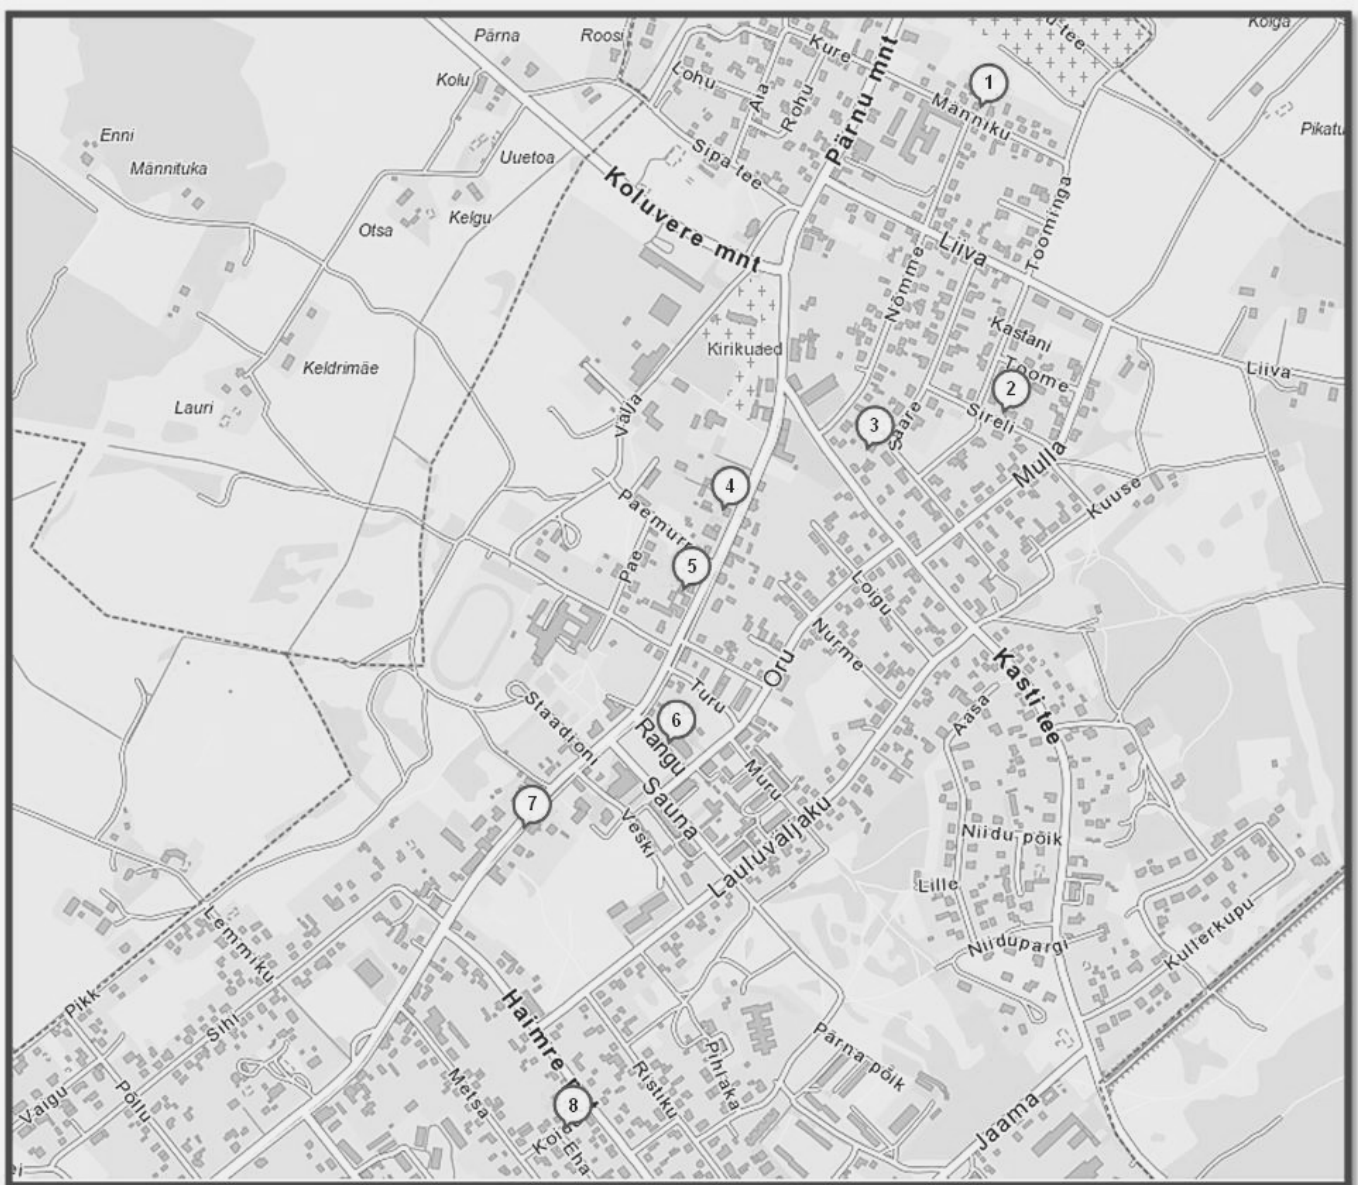 Pärna
Roosi
Kolga
Kolu
Lohu
Aia
Rohu
Kure
Pärnu mnt
1
Männiku
Enni
Männituka
Uuetoa
Sipa tee
Pikatu
Kelgu
Otsa
Koluvere mnt
Liiva
Toominga
Nõmme
Kirikuaed
Kastani
Toome
Liiva
Keldrimäe
Lauri
Välja
2
3
Saare
Sireli
Mulla
4
Paemurru
Kuuse
5
Pae
Loigu
Nurme
Oru
Kasti tee
Turu
Aasa
Staadioni
6
Rangu
Muru
Sauna
7
Veski
Lauluväljaku
Niidu põik
Lille
Lemmiku
Niidupargi
Kullerkupu
Pikk
Sihi
Haimre
Pärna põik
Vaigu
Põllu
Metsa
Ristiku
Pihlaka
8
Jaama
Eha